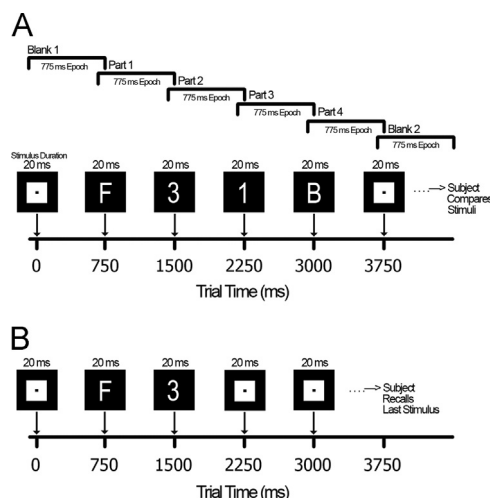 A
Blank 1
775 ms Epoch
Part 1
775 ms Epoch
Part 2
775 ms Epoch
Part 3
775 ms Epoch
Part 4
775 ms Epoch
Blank 2
775 ms Epoch
Stimulus Duration
20 ms 20 ms 20 ms 20 ms 20 ms 20 ms
F 3 1 B
....-> Subject
Compares
Stimuli
0 750 1500 2250 3000 3750
Trial Time (ms)
B
20 ms 20 ms 20 ms 20 ms 20 ms
F 3
....-> Subject
Recalls
Last Stimulus
0 750 1500 2250 3000 3750
Trial Time (ms)